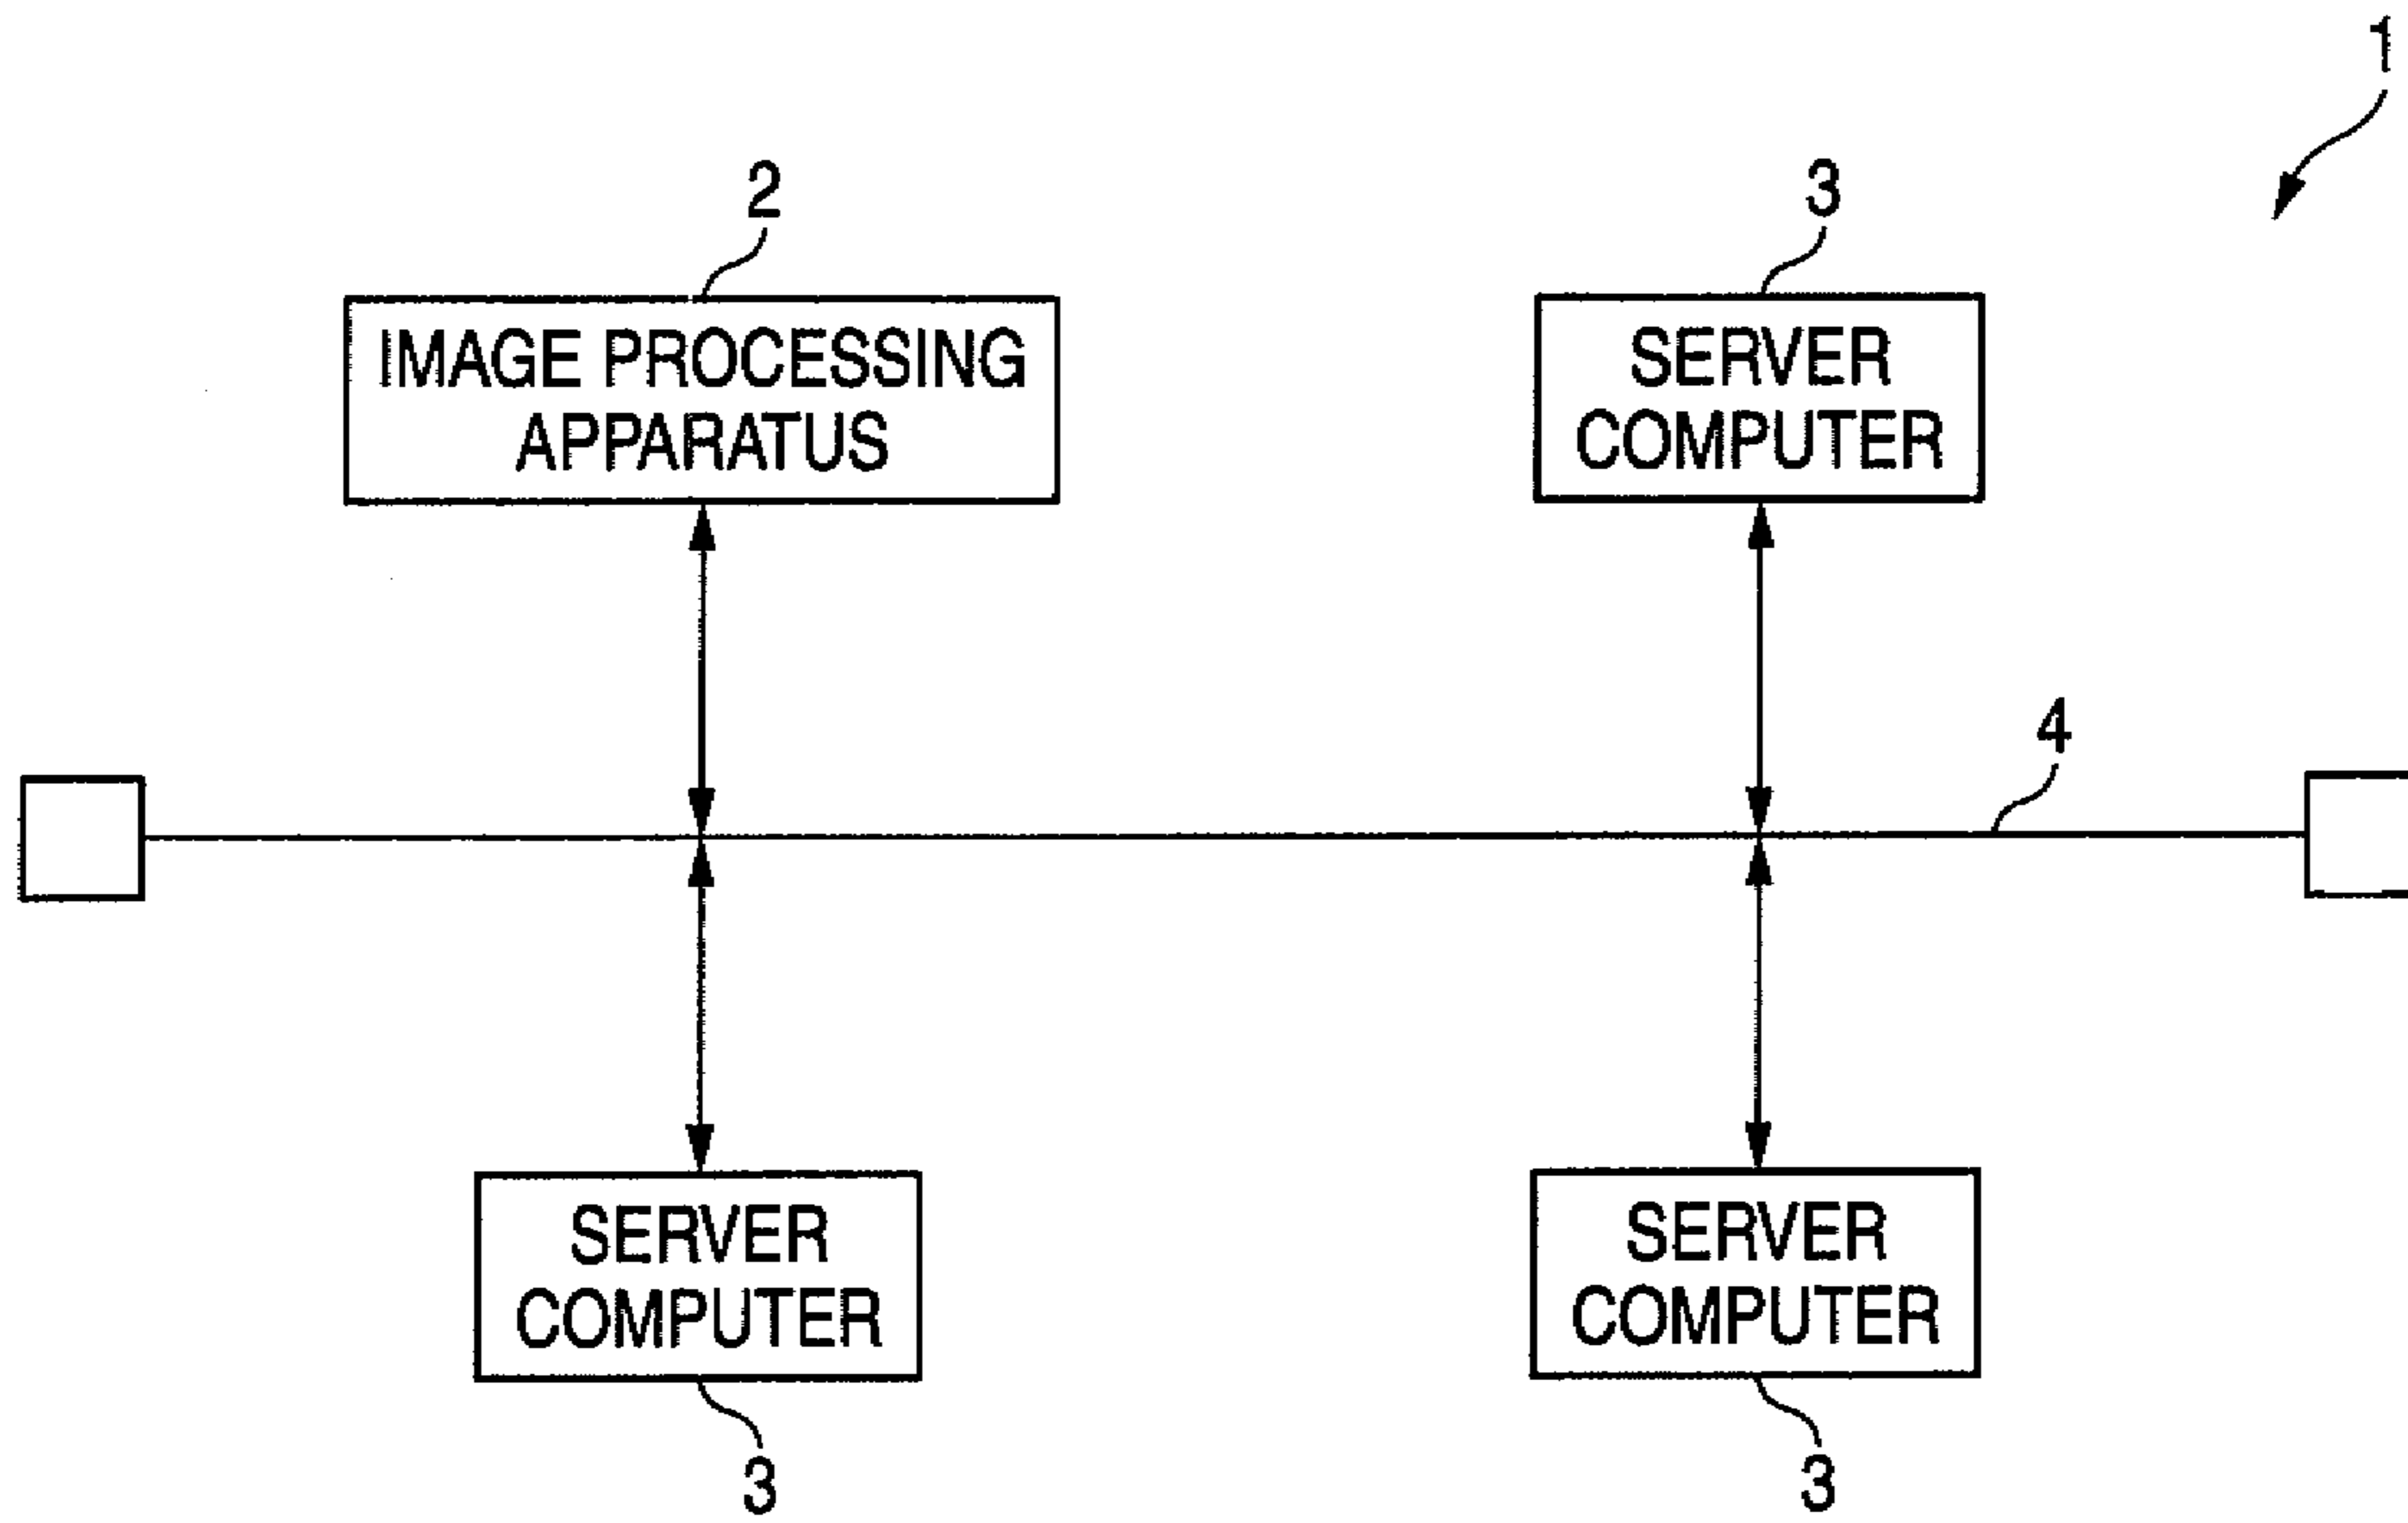 1
2
3
IMAGE PROCESSING
APPARATUS
SERVER
COMPUTER
4
SERVER
COMPUTER
SERVER
COMPUTER
3
3